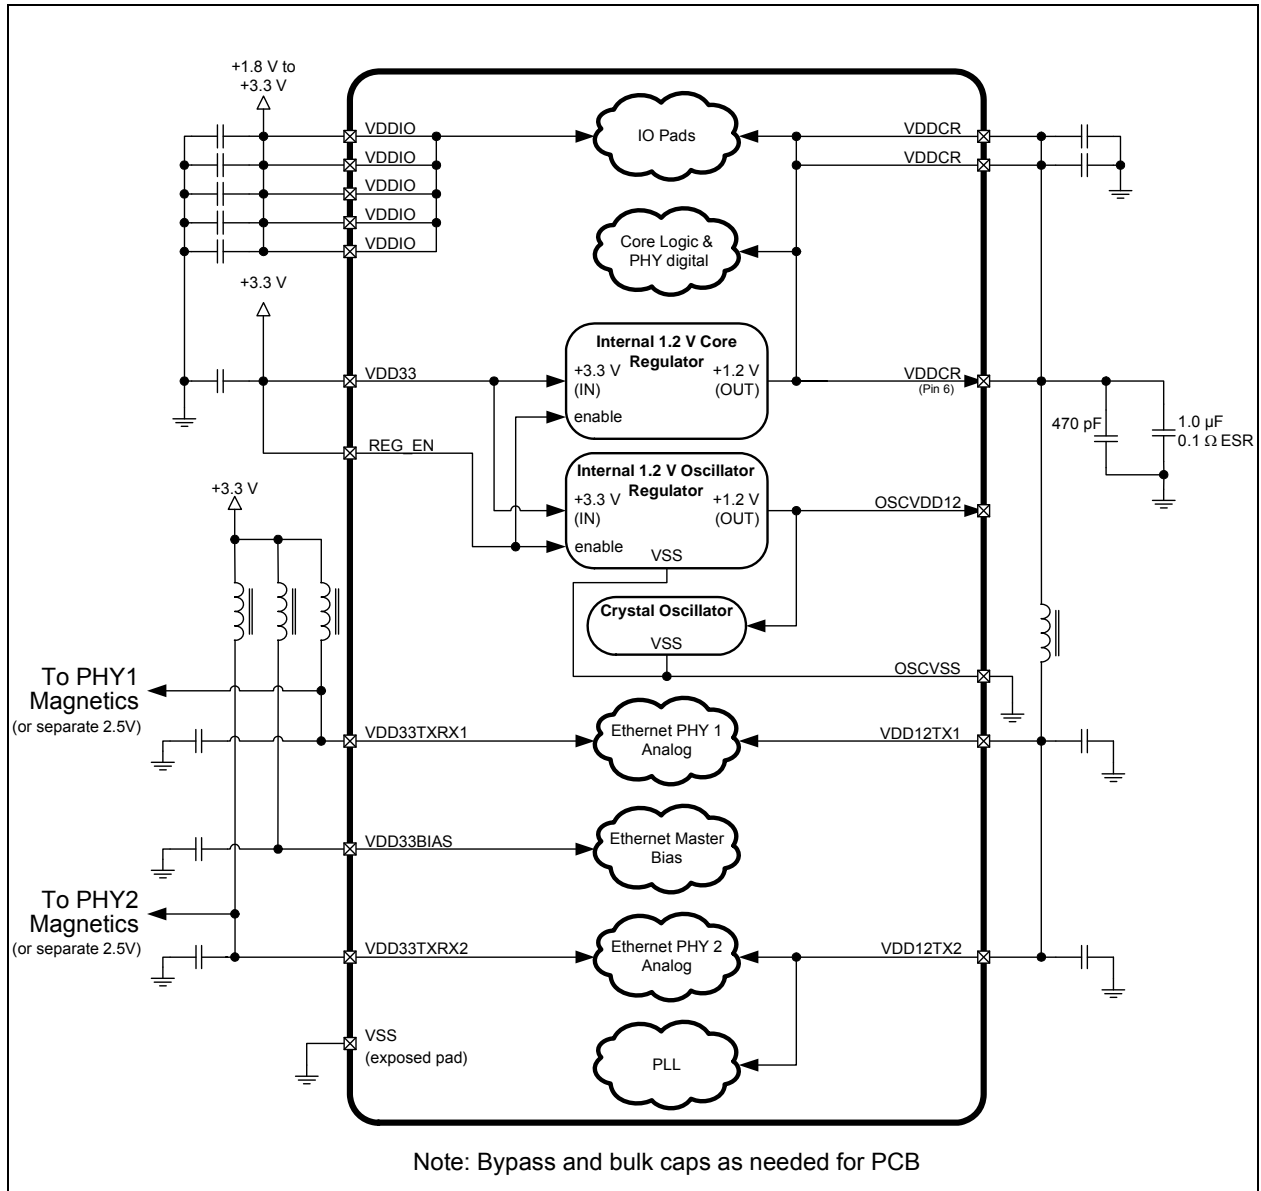 +1.8 V to
+3.3 V
VDDIO
VDDIO
VDDIO
VDDIO
VDDIO
IO Pads
VDDCR
VDDCR
Core Logic &
PHY digital
+3.3 V
VDD33
REG_EN
Internal 1.2 V Core
Regulator
+3.3 V
(IN)
+1.2 V
(OUT)
enable
VDDCR
(Pin 6)
470 pF
1.0 µF
0.1 Ω ESR
Internal 1.2 V Oscillator
Regulator
+3.3 V
(IN)
+1.2 V
(OUT)
enable
VSS
OSCVDD12
+3.3 V
Crystal Oscillator
VSS
OSCVSS
To PHY1
Magnetics
(or separate 2.5V)
VDD33TXRX1
Ethernet PHY 1
Analog
VDD12TX1
VDD33BIAS
Ethernet Master
Bias
To PHY2
Magnetics
(or separate 2.5V)
VDD33TXRX2
Ethernet PHY 2
Analog
VDD12TX2
VSS
(exposed pad)
PLL
Note: Bypass and bulk caps as needed for PCB